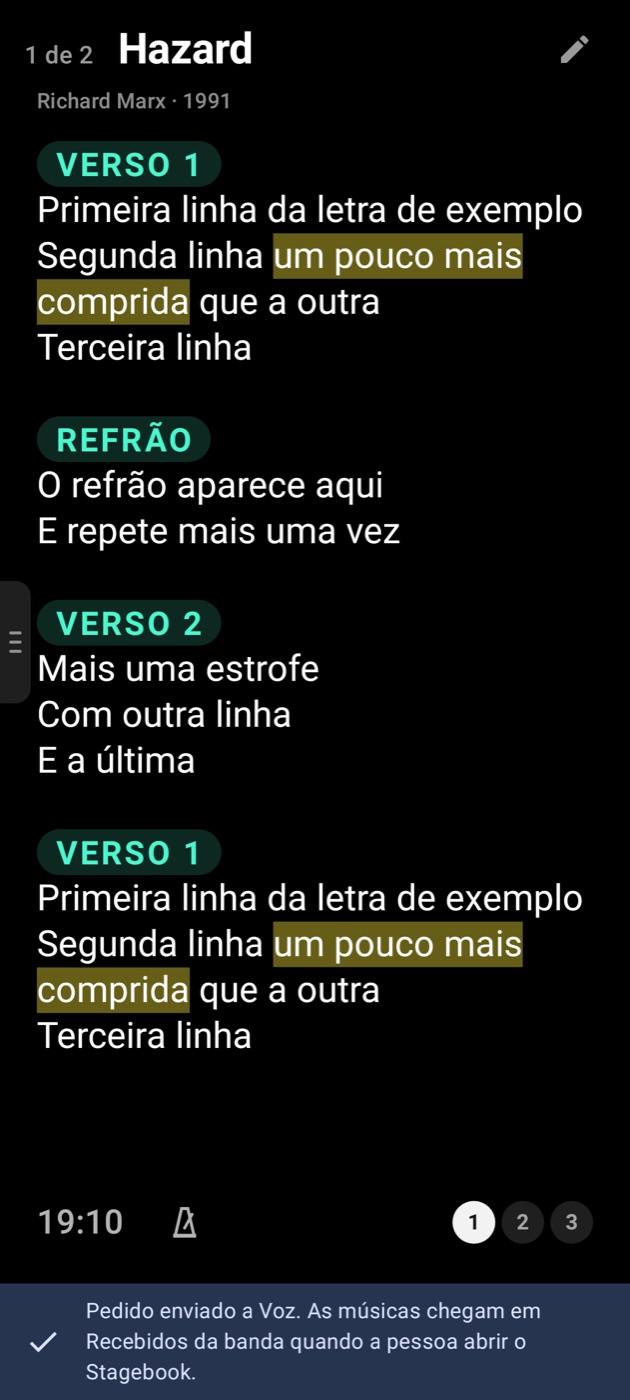 1 de 2 Hazard
Richard Marx · 1991
VERSO 1
Primeira linha da letra de exemplo
Segunda linha um pouco mais
comprida que a outra
Terceira linha
REFRÃO
O refrão aparece aqui
E repete mais uma vez
VERSO 2
Mais uma estrofe
Com outra linha
E a última
VERSO 1
Primeira linha da letra de exemplo
Segunda linha um pouco mais
comprida que a outra
Terceira linha
19:10 1 2 3
Pedido enviado a Voz. As músicas chegam em
Recebidos da banda quando a pessoa abrir o
Stagebook.